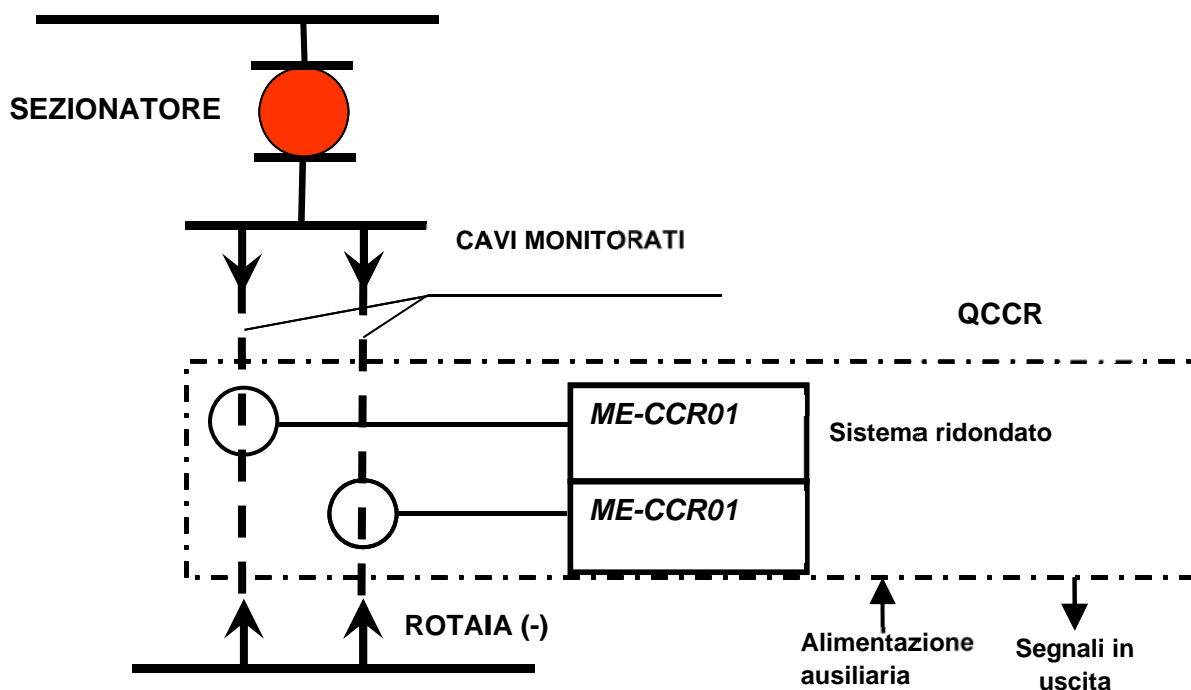 SEZIONATORE
CAVI MONITORATI
QCCR
ME-CCR01
Sistema ridondato
ME-CCR01
ROTAIA (-)
Alimentazione
ausiliaria
Segnali in
uscita